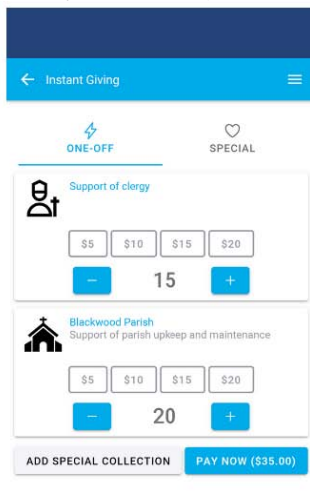 Instant Giving
ONE-OFF
SPECIAL
Support of clergy
$5 $10 $15 $20
− 15 +
Blackwood Parish
Support of parish upkeep and maintenance
$5 $10 $15 $20
− 20 +
ADD SPECIAL COLLECTION PAY NOW ($35.00)